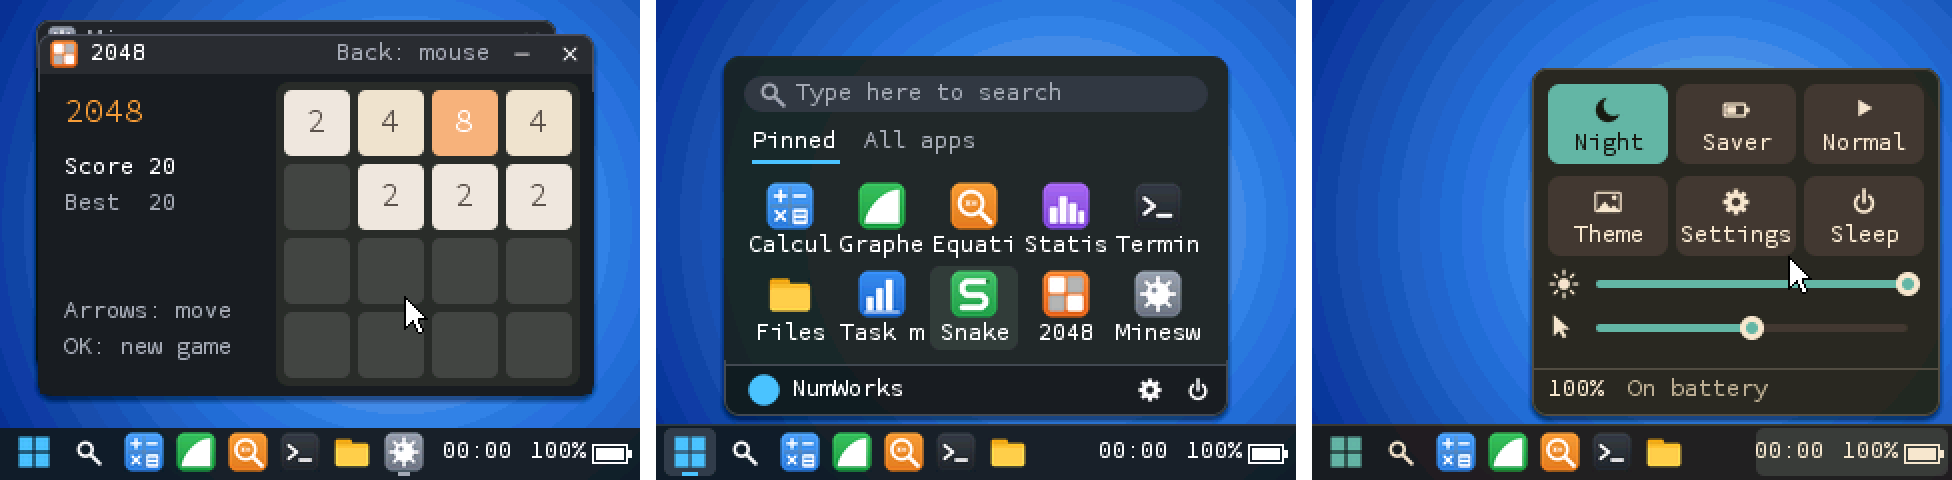 2048 Back: mouse
2048
Score 20
Best 20
Arrows: move
OK: new game
2 4 8 4
2 2 2
00:00 100%
Type here to search
Pinned All apps
Calcul Graphe Equati Statis Termin
Files Task m Snake 2048 Minesw
NumWorks
00:00 100%
Night Saver Normal
Theme Settings Sleep
100% On battery
00:00 100%